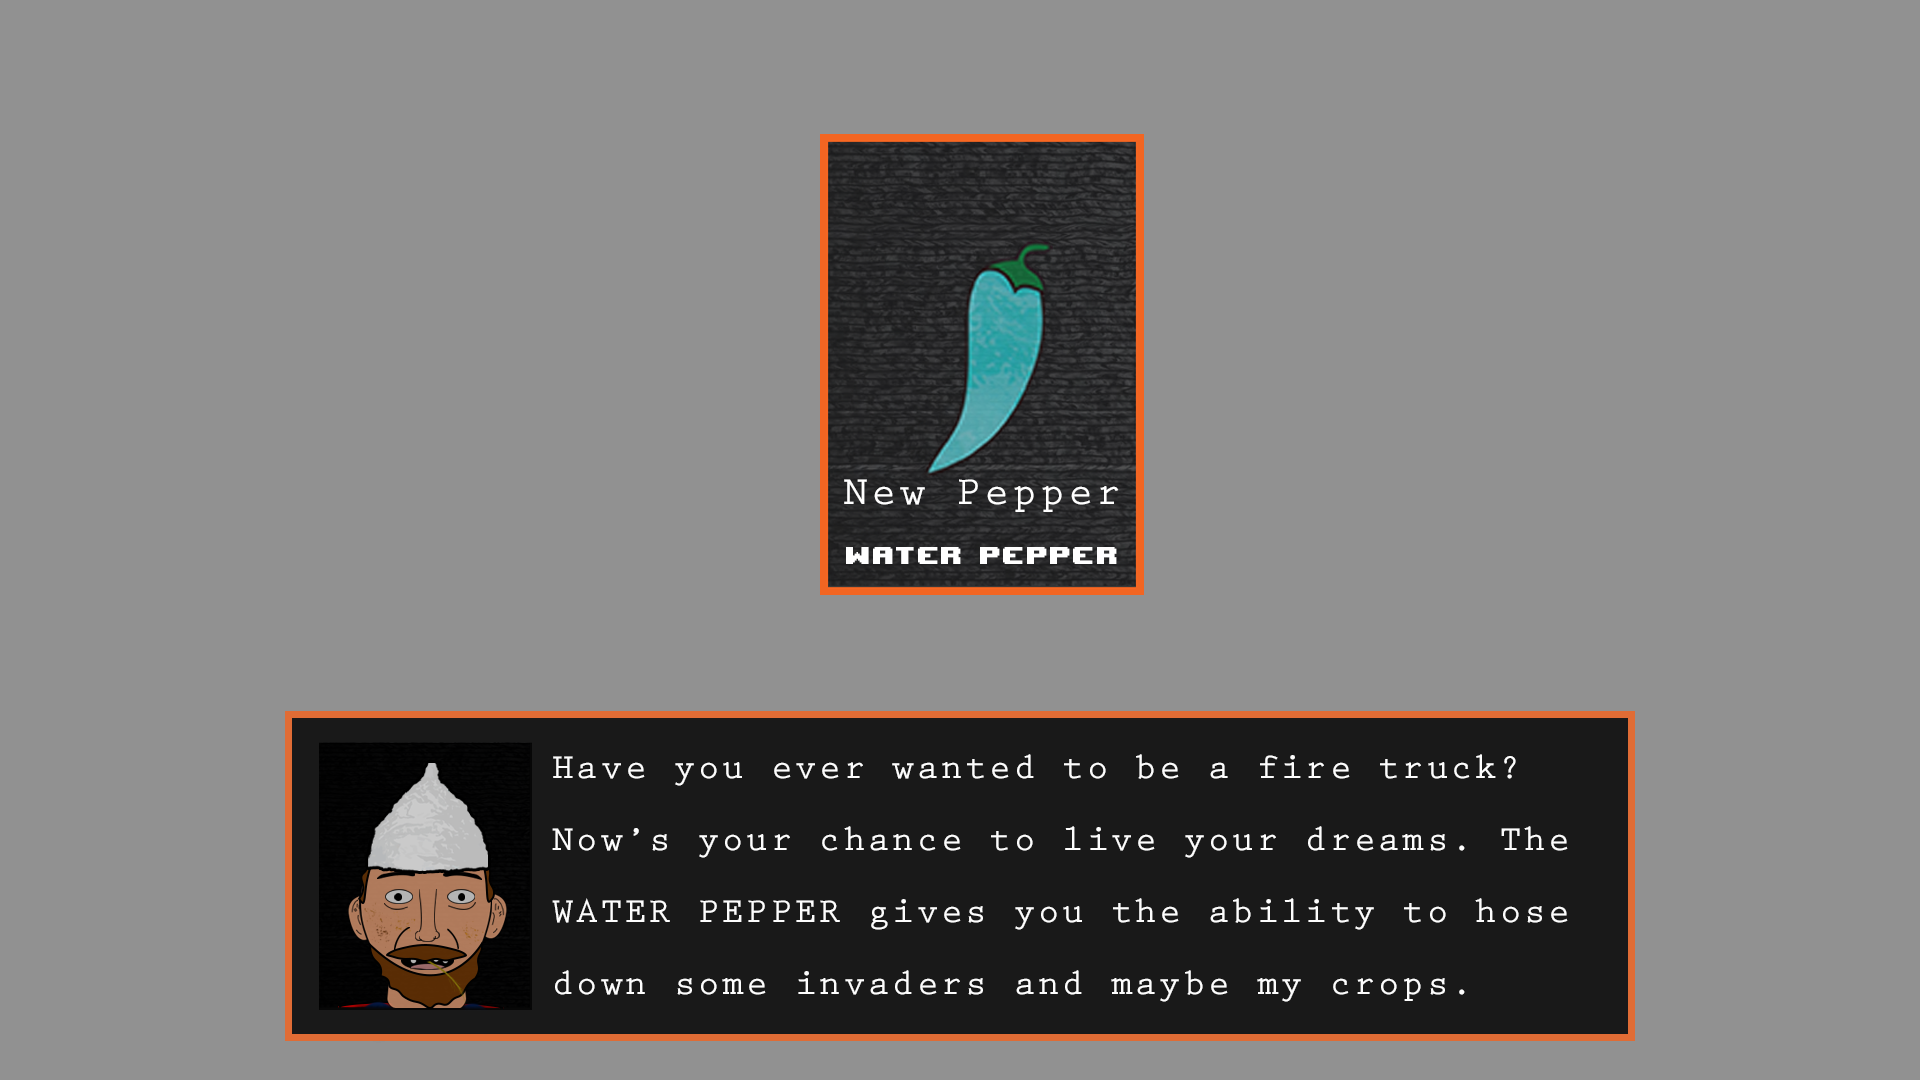 New Pepper
WATER PEPPER
Have you ever wanted to be a fire truck?
Now's your chance to live your dreams. The
WATER PEPPER gives you the ability to hose
down some invaders and maybe my crops.